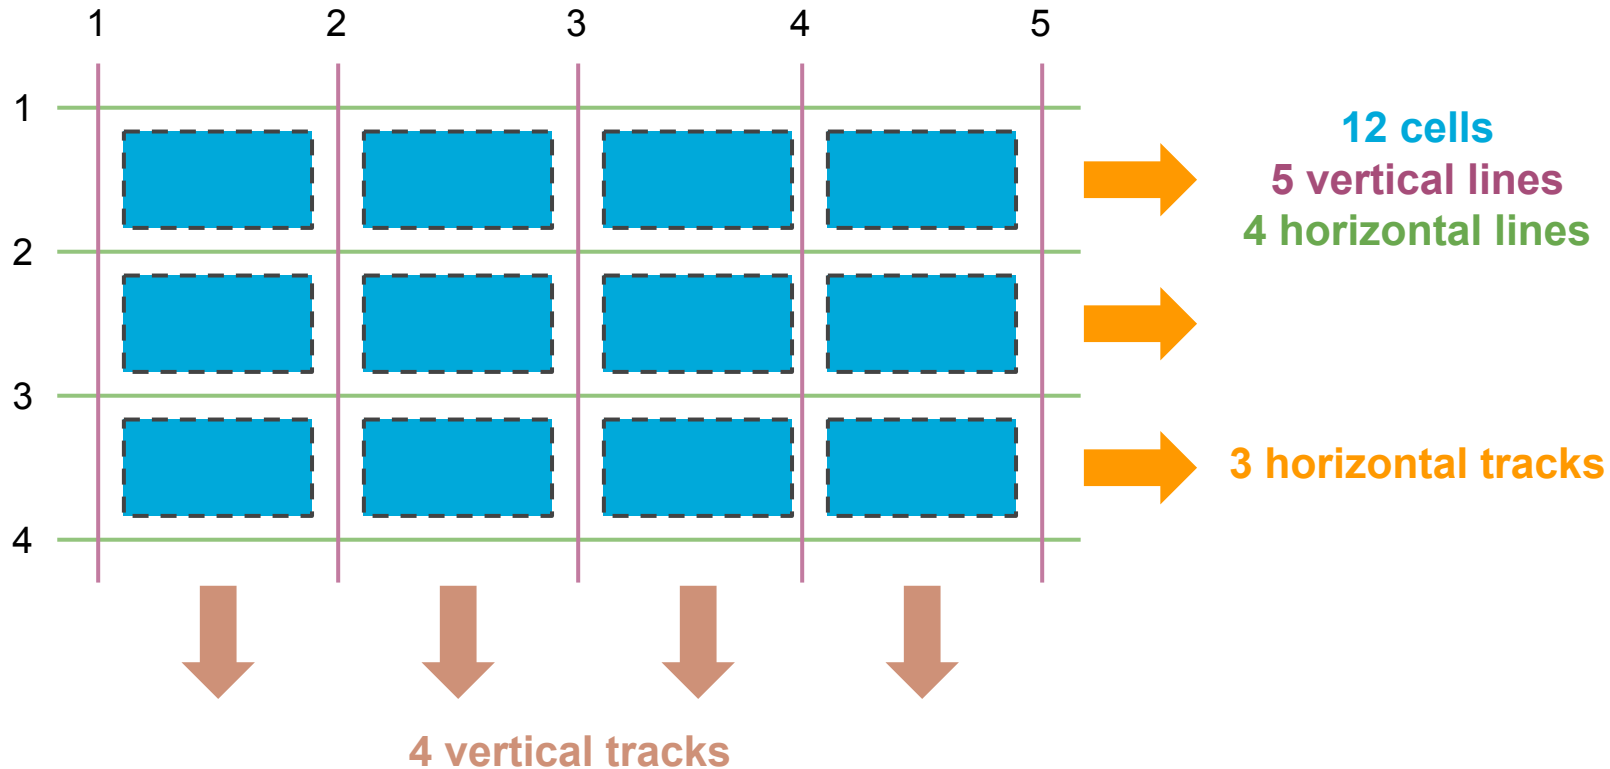 1 2 3 4 5
1
12 cells
5 vertical lines
4 horizontal lines
2
3
3 horizontal tracks
4
4 vertical tracks